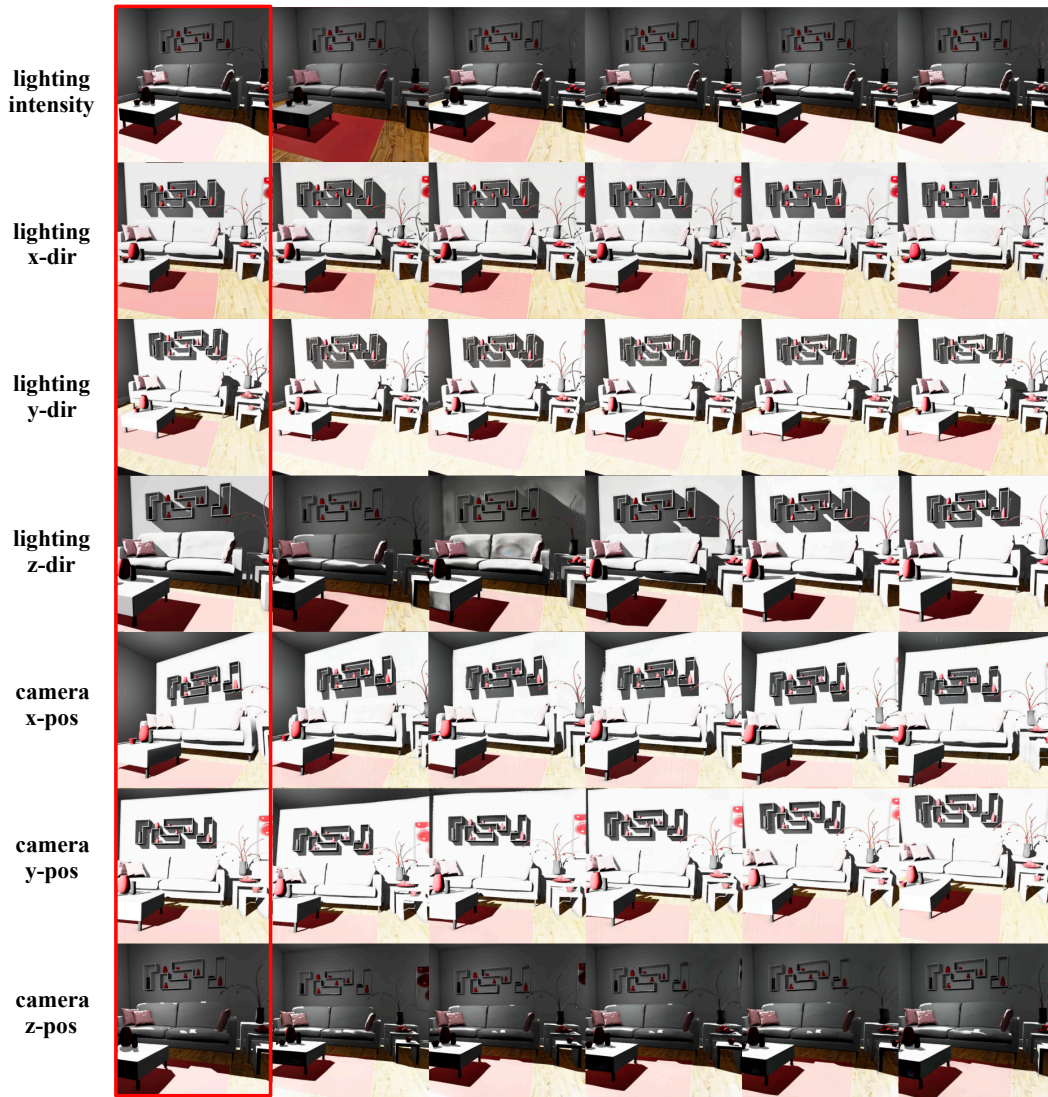 lighting
intensity
lighting
x-dir
lighting
y-dir
lighting
z-dir
camera
x-pos
camera
y-pos
camera
z-pos